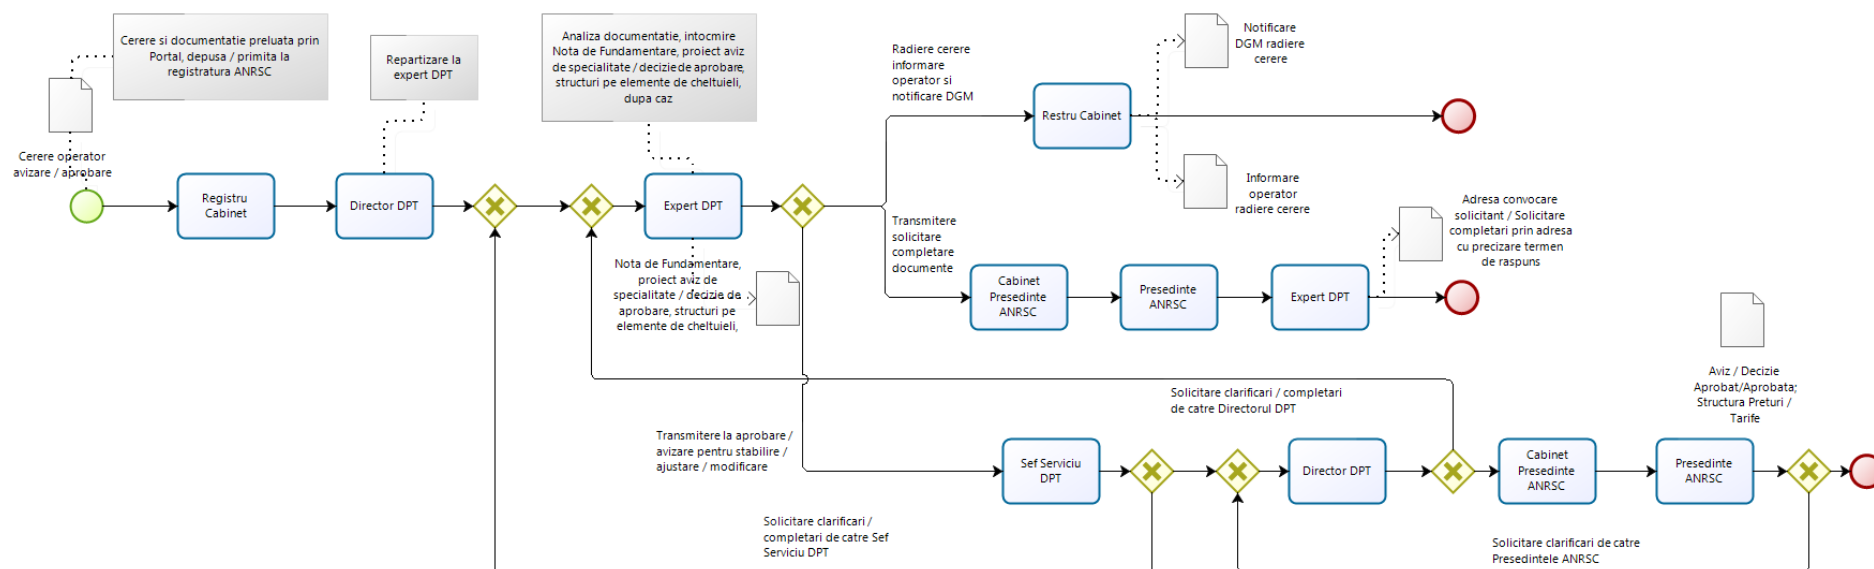 Cerere si documentatie preluata prin
Portal, depusa / primita la
registratura ANRSC
Repartizare la
expert DPT
Analiza documentatie, intocmire
Nota de Fundamentare, proiect aviz
de specialitate / decizie de aprobare,
structuri pe elemente de cheltuieli,
dupa caz
Radiere cerere
informare
operator si
notificare DGM
Notificare
DGM radiere
cerere
Restru Cabinet
Cerere operator
avizare / aprobare
Registru
Cabinet
Director DPT
Expert DPT
Informare
operator
radiere cerere
Adresa convocare
solicitant / Solicitare
completari prin adresa
cu precizare termen
de raspuns
Transmitere
solicitare
completare
documente
Nota de Fundamentare,
proiect aviz de
specialitate / decizie de
aprobare, structuri pe
elemente de cheltuieli,
Cabinet
Presedinte
ANRSC
Presedinte
ANRSC
Expert DPT
Aviz / Decizie
Aprobat/Aprobata;
Structura Preturi /
Tarife
Solicitare clarificari / completari
de catre Directorul DPT
Transmitere la aprobare /
avizare pentru stabilire /
ajustare / modificare
Sef Serviciu
DPT
Director DPT
Cabinet
Presedinte
ANRSC
Presedinte
ANRSC
Solicitare clarificari /
completari de catre Sef
Serviciu DPT
Solicitare clarificari de catre
Presedintele ANRSC